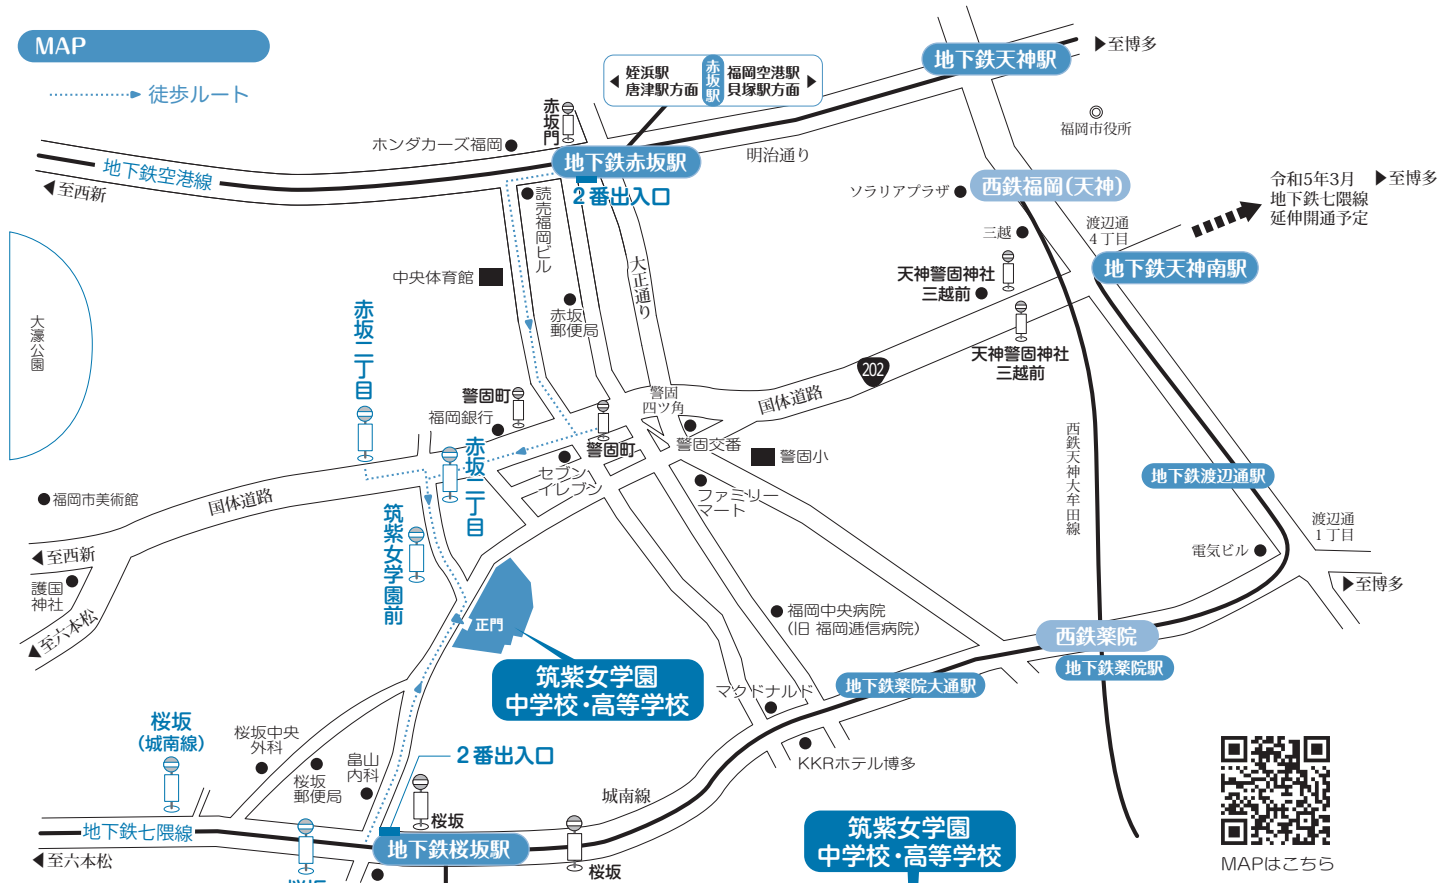 MAP
徒歩ルート
姪浜駅
唐津駅方面
赤坂駅
福岡空港駅
貝塚駅方面
地下鉄天神駅
至博多
福岡市役所
赤坂門
ホンダカーズ福岡
地下鉄赤坂駅
明治通り
地下鉄空港線
至西新
2番出入口
読売福岡ビル
ソラリアプラザ
西鉄福岡(天神)
令和5年3月
地下鉄七隈線
延伸開通予定
至博多
三越
渡辺通
4丁目
地下鉄天神南駅
中央体育館
大正通り
天神警固神社
三越前
赤坂
郵便局
大濠公園
赤坂二丁目
天神警固神社
三越前
202
国体道路
警固町
福岡銀行
警固
四ツ角
警固町
警固交番
警固小
赤坂二丁目
セブン
イレブン
ファミリー
マート
西鉄天神大牟田線
地下鉄渡辺通駅
福岡市美術館
国体道路
筑紫女学園前
渡辺通
1丁目
電気ビル
至西新
護国
神社
至六本松
至博多
正門
福岡中央病院
(旧 福岡逓信病院)
西鉄薬院
地下鉄薬院駅
筑紫女学園
中学校・高等学校
マクドナルド
地下鉄薬院大通駅
桜坂
(城南線)
桜坂中央
外科
桜坂
郵便局
畠山
内科
2番出入口
KKRホテル博多
城南線
地下鉄七隈線
至六本松
桜坂
地下鉄桜坂駅
桜坂
筑紫女学園
中学校・高等学校
MAPはこちら
桜坂